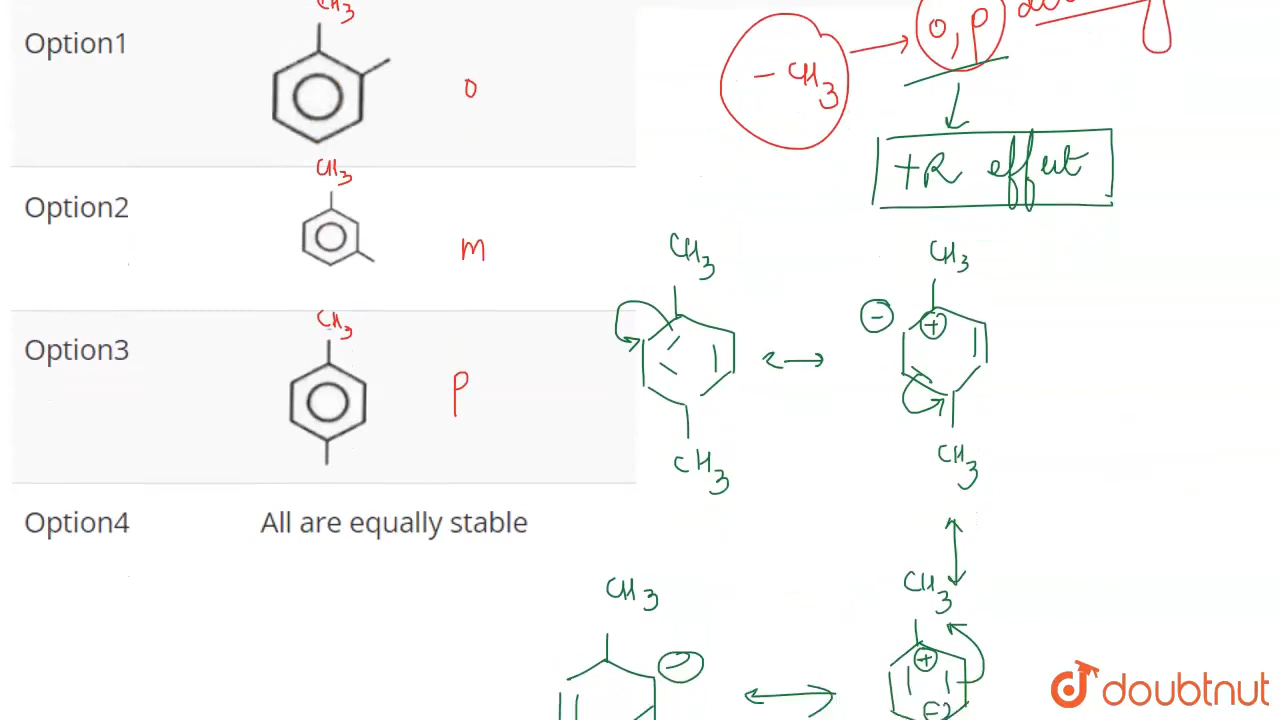 CH3
Option1
o
- CH3
o, p
+R effect
CH3
Option2
m
CH3
CH3
-
+
CH3
Option3
p
CH3
CH3
Option4
All are equally stable
CH3
CH3
-
+
doubtnut